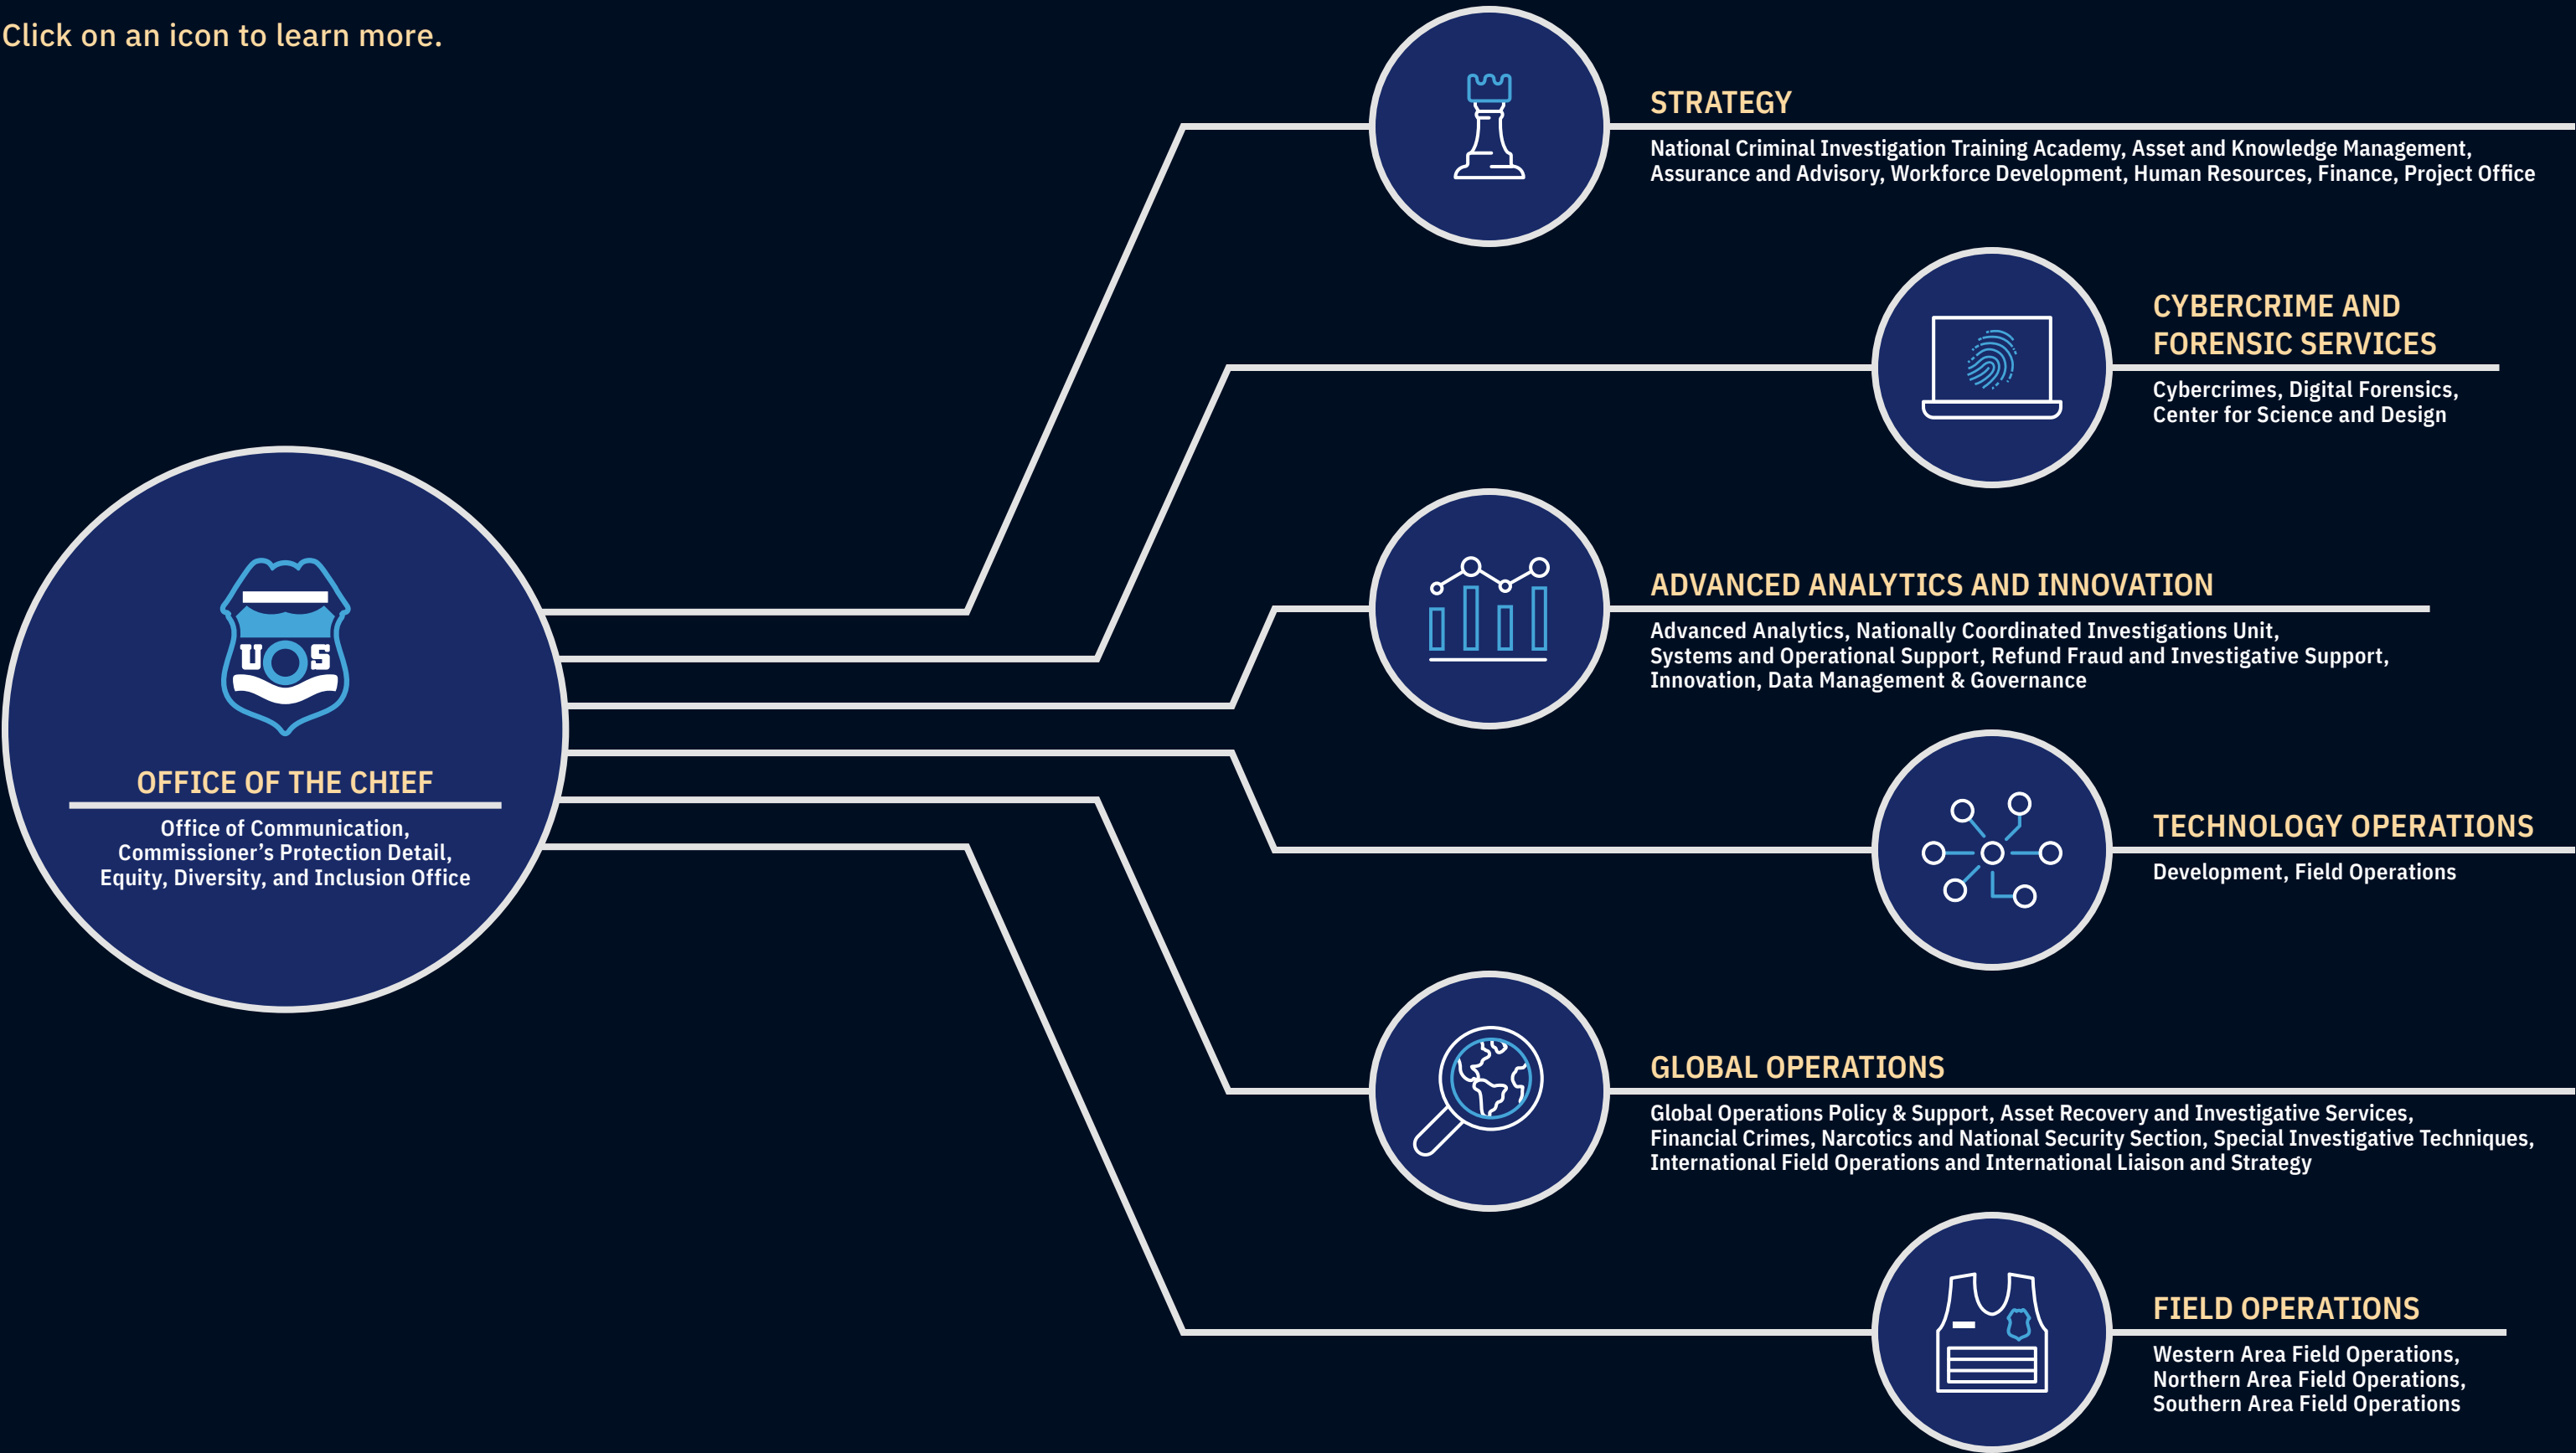 Click on an icon to learn more.
STRATEGY
National Criminal Investigation Training Academy, Asset and Knowledge Management,
Assurance and Advisory, Workforce Development, Human Resources, Finance, Project Office
CYBERCRIME AND
FORENSIC SERVICES
Cybercrimes, Digital Forensics,
Center for Science and Design
U S
OFFICE OF THE CHIEF
Office of Communication,
Commissioner’s Protection Detail,
Equity, Diversity, and Inclusion Office
ADVANCED ANALYTICS AND INNOVATION
Advanced Analytics, Nationally Coordinated Investigations Unit,
Systems and Operational Support, Refund Fraud and Investigative Support,
Innovation, Data Management & Governance
TECHNOLOGY OPERATIONS
Development, Field Operations
GLOBAL OPERATIONS
Global Operations Policy & Support, Asset Recovery and Investigative Services,
Financial Crimes, Narcotics and National Security Section, Special Investigative Techniques,
International Field Operations and International Liaison and Strategy
FIELD OPERATIONS
Western Area Field Operations,
Northern Area Field Operations,
Southern Area Field Operations